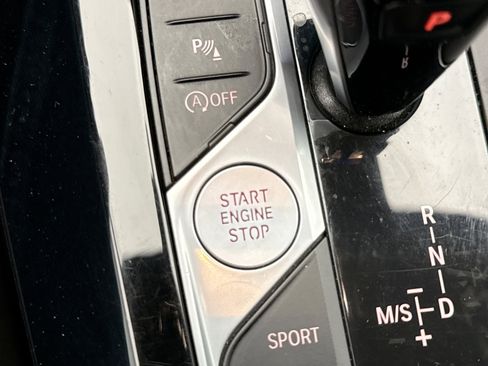 P
P
Ⓐ OFF
START
ENGINE
STOP
SPORT
R
N
M/S
D
−
+